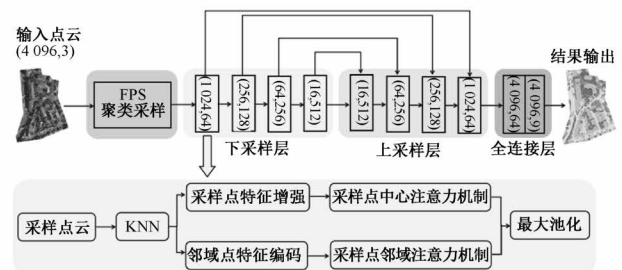 输入点云
(4 096,3)
FPS
聚类采样
(1 024,64)
(256,128)
(64,256)
(16,512)
下采样层
(16,512)
(64,256)
(256,128)
(1 024,64)
上采样层
(4 096,64)
(4 096,9)
全连接层
结果输出
采样点云
KNN
采样点特征增强
采样点中心注意力机制
邻域点特征编码
采样点邻域注意力机制
最大池化